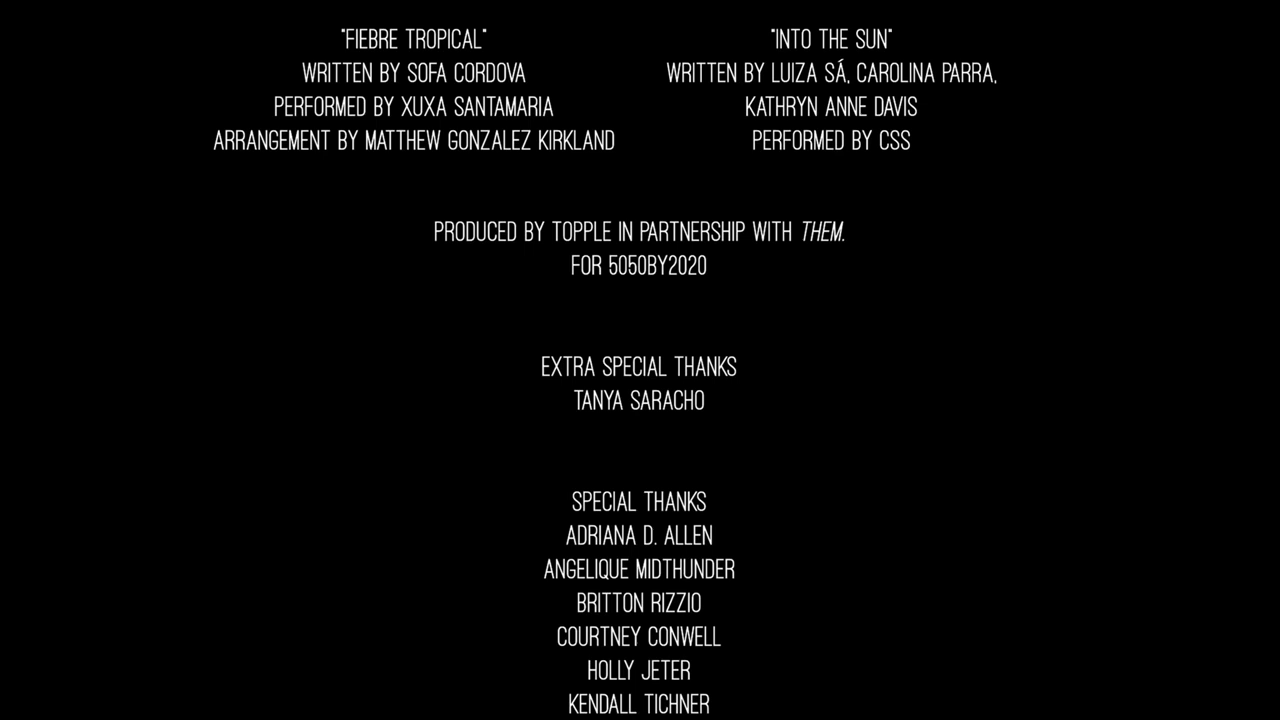 "FIEBRE TROPICAL"
WRITTEN BY SOFA CORDOVA
PERFORMED BY XUXA SANTAMARIA
ARRANGEMENT BY MATTHEW GONZALEZ KIRKLAND
"INTO THE SUN"
WRITTEN BY LUIZA SÁ, CAROLINA PARRA,
KATHRYN ANNE DAVIS
PERFORMED BY CSS
PRODUCED BY TOPPLE IN PARTNERSHIP WITH THEM.
FOR 5050BY2020
EXTRA SPECIAL THANKS
TANYA SARACHO
SPECIAL THANKS
ADRIANA D. ALLEN
ANGELIQUE MIDTHUNDER
BRITTON RIZZIO
COURTNEY CONWELL
HOLLY JETER
KENDALL TICHNER